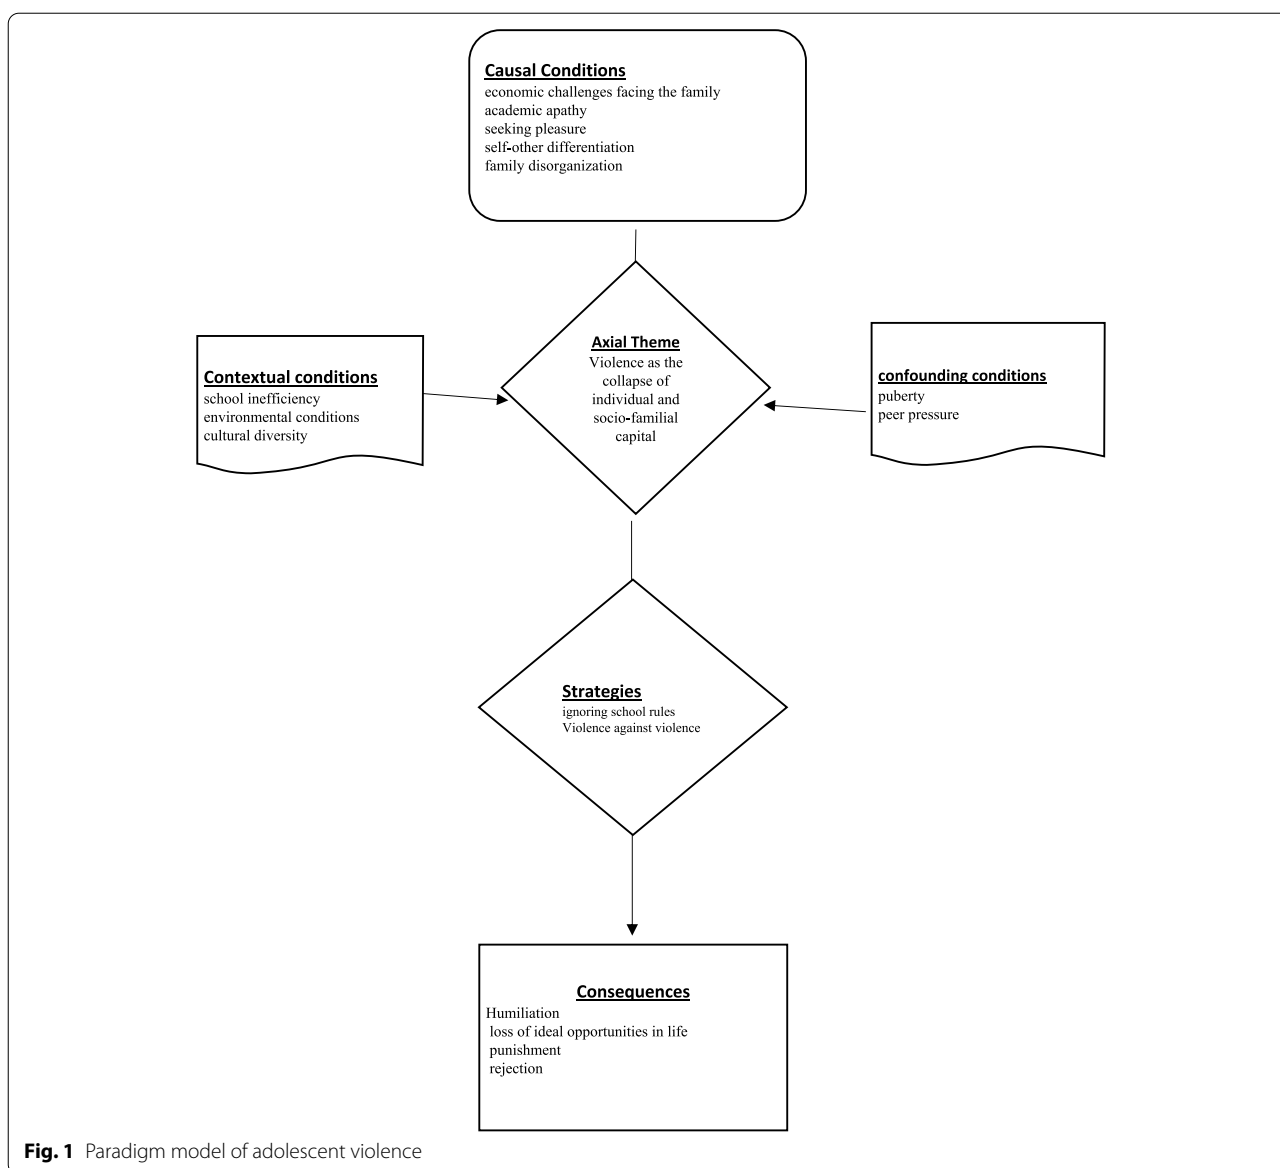 Causal Conditions
economic challenges facing the family
academic apathy
seeking pleasure
self-other differentiation
family disorganization
Axial Theme
Violence as the
collapse of
individual and
socio-familial
capital
Contextual conditions
school inefficiency
environmental conditions
cultural diversity
confounding conditions
puberty
peer pressure
Strategies
ignoring school rules
Violence against violence
Consequences
Humiliation
loss of ideal opportunities in life
punishment
rejection
Fig. 1 Paradigm model of adolescent violence